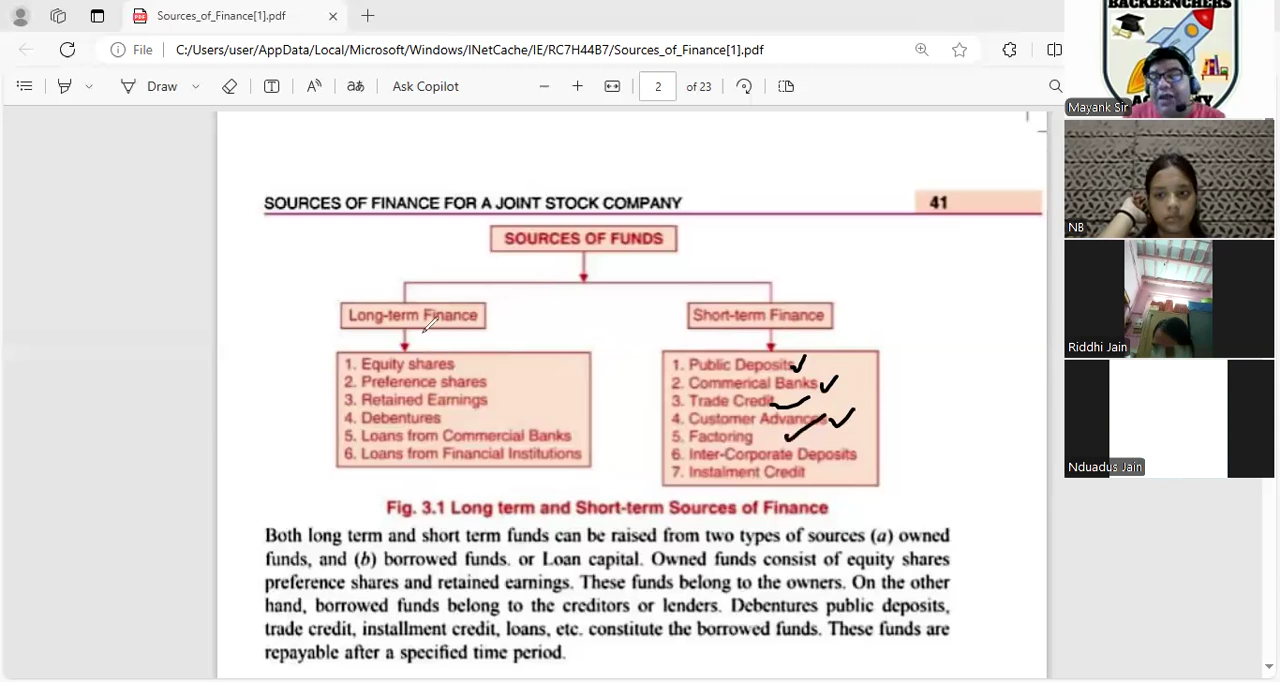 Sources_of_Finance[1].pdf
File C:/Users/user/AppData/Local/Microsoft/Windows/INetCache/IE/RC7H44B7/Sources_of_Finance[1].pdf
Draw aあ Ask Copilot 2 of 23
BACKBENCHERS
Mayank Sir
NB
Riddhi Jain
Nduadus Jain
SOURCES OF FINANCE FOR A JOINT STOCK COMPANY 41
SOURCES OF FUNDS
Long-term Finance
1. Equity shares
2. Preference shares
3. Retained Earnings
4. Debentures
5. Loans from Commercial Banks
6. Loans from Financial Institutions
Short-term Finance
1. Public Deposits
2. Commerical Banks
3. Trade Credit
4. Customer Advances
5. Factoring
6. Inter-Corporate Deposits
7. Instalment Credit
Fig. 3.1 Long term and Short-term Sources of Finance
Both long term and short term funds can be raised from two types of sources (a) owned
funds, and (b) borrowed funds. or Loan capital. Owned funds consist of equity shares
preference shares and retained earnings. These funds belong to the owners. On the other
hand, borrowed funds belong to the creditors or lenders. Debentures public deposits,
trade credit, installment credit, loans, etc. constitute the borrowed funds. These funds are
repayable after a specified time period.